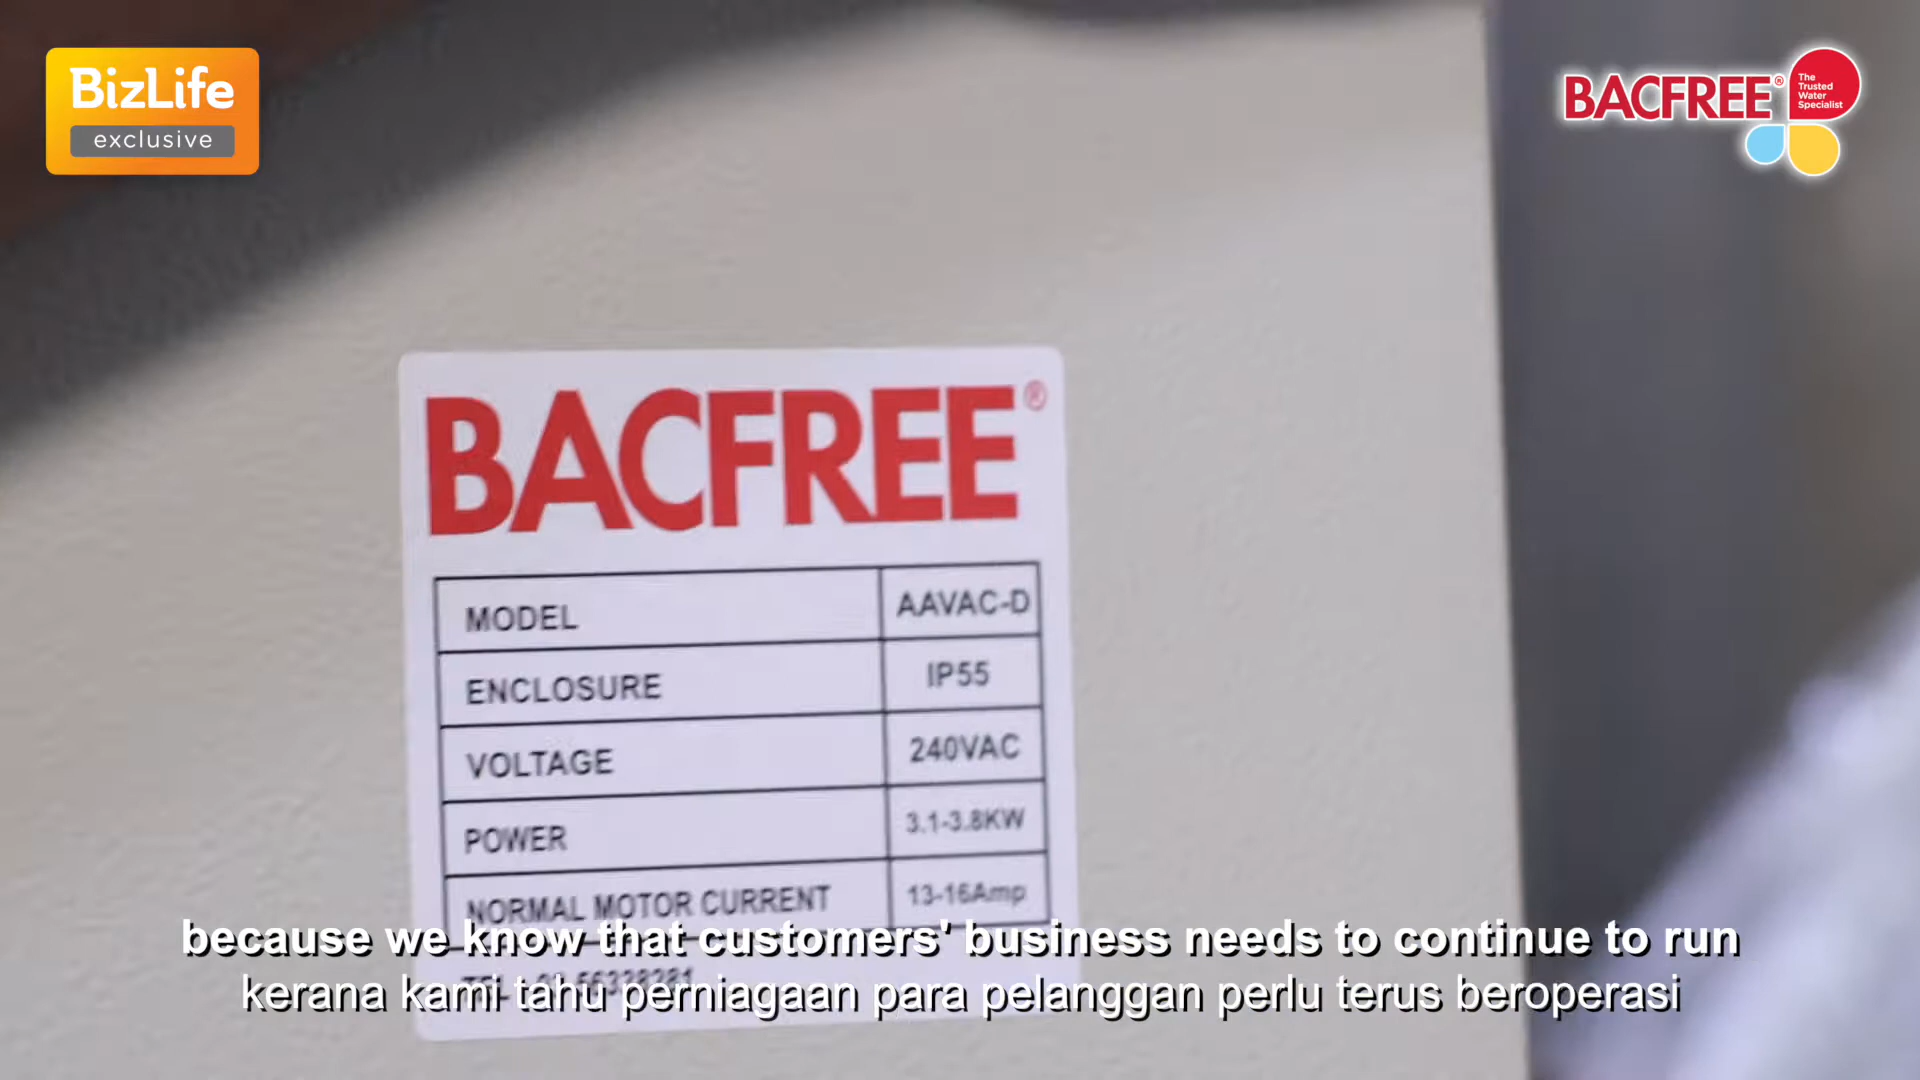 BizLife
exclusive
BACFREE®
The
Trusted
Water
Specialist
BACFREE®
MODEL AAVAC-D
ENCLOSURE IP55
VOLTAGE 240VAC
POWER 3.1-3.8KW
NORMAL MOTOR CURRENT 13-16Amp
because we know that customers' business needs to continue to run
kerana kami tahu perniagaan para pelanggan perlu terus beroperasi